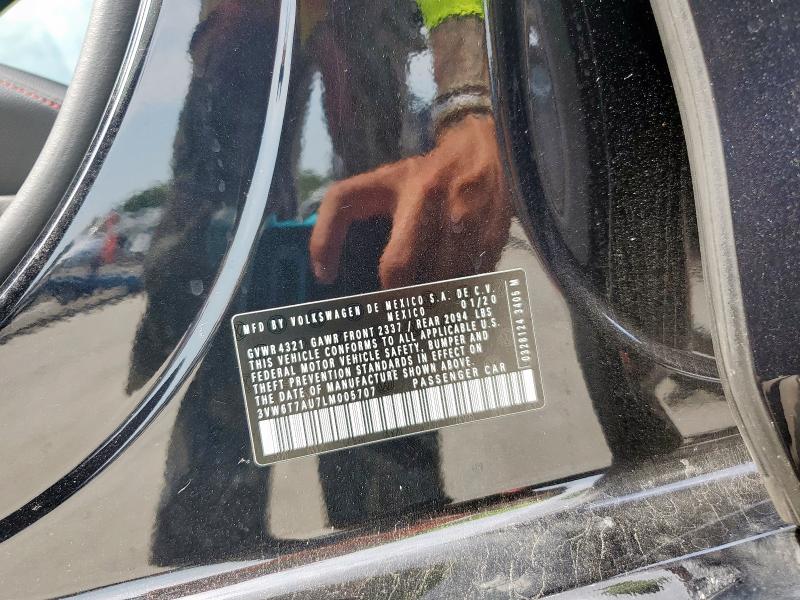 MFD BY VOLKSWAGEN DE MEXICO S.A. DE C.V.
MEXICO 01/20
GVWR 4321 GAWR FRONT 2337 / REAR 2094 LBS
THIS VEHICLE CONFORMS TO ALL APPLICABLE U.S.
FEDERAL MOTOR VEHICLE SAFETY, BUMPER AND
THEFT PREVENTION STANDARDS IN EFFECT ON
THE DATE OF MANUFACTURE SHOWN ABOVE.
3VW6T7AU7LM005707 PASSENGER CAR
0328124 3405 M